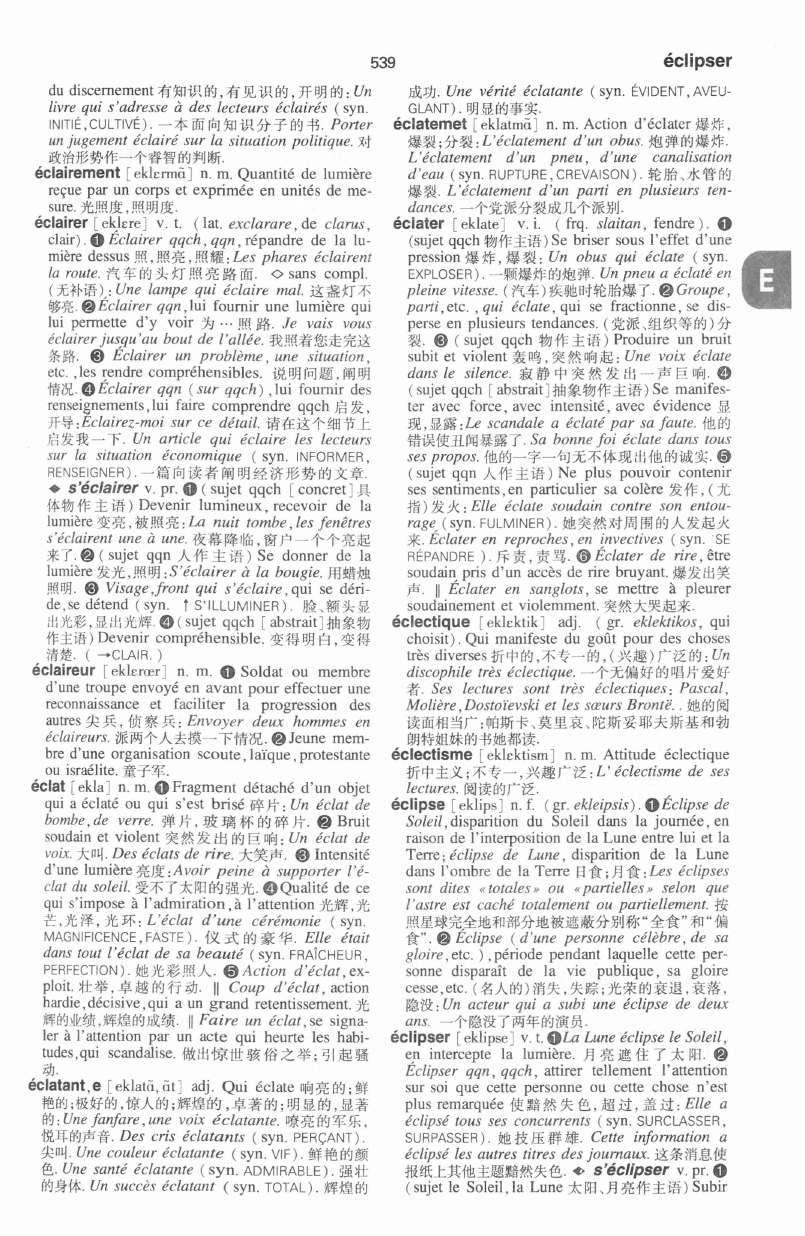 539
éclipser
du discernement 有知识的,有见识的,开明的: Un
livre qui s'adresse à des lecteurs éclairés ( syn.
INITIÉ,CULTIVÉ). 一本面向知识分子的书. Porter
un jugement éclairé sur la situation politique. 对
政治形势作一个睿智的判断.
éclairement [eklɛrmã] n. m. Quantité de lumière
reçue par un corps et exprimée en unités de me-
sure. 光照度,照明度.
éclairer [eklɛre] v. t. (lat. exclarare, de clarus,
clair). ❶ Éclairer qqch, qqn, répandre de la lu-
mière dessus 照,照亮,照耀: Les phares éclairent
la route. 汽车的头灯照亮路面. ◇ sans compl.
(无补语): Une lampe qui éclaire mal. 这盏灯不
够亮. ❷ Éclairer qqn, lui fournir une lumière qui
lui permette d'y voir 为…照路. Je vais vous
éclairer jusqu'au bout de l'allée. 我照着您走完这
条路. ❸ Éclairer un problème, une situation,
etc. ,les rendre compréhensibles. 说明问题,阐明
情况. ❹ Éclairer qqn (sur qqch) , lui fournir des
renseignements, lui faire comprendre qqch 启发,
开导: Éclairez-moi sur ce détail. 请在这个细节上
启发我一下. Un article qui éclaire les lecteurs
sur la situation économique ( syn. INFORMER,
RENSEIGNER). 一篇向读者阐明经济形势的文章.
◆ s'éclairer v. pr. ❶ (sujet qqch [concret] 具
体物作主语) Devenir lumineux, recevoir de la
lumière 变亮,被照亮: La nuit tombe, les fenêtres
s'éclairent une à une. 夜幕降临,窗户一个个亮起
来了. ❷ (sujet qqn 人作主语) Se donner de la
lumière 发光,照明: S'éclairer à la bougie. 用蜡烛
照明. ❸ Visage, front qui s'éclaire, qui se déri-
de, se détend (syn. ↑ S'ILLUMINER). 脸、额头显
出光彩,显出光辉. ❹ (sujet qqch [abstrait] 抽象物
作主语) Devenir compréhensible. 变得明白,变得
清楚. ( →CLAIR. )
éclaireur [eklɛrœr] n. m. ❶ Soldat ou membre
d'une troupe envoyé en avant pour effectuer une
reconnaissance et faciliter la progression des
autres 尖兵,侦察兵: Envoyer deux hommes en
éclaireurs. 派两个人去摸一下情况. ❷ Jeune mem-
bre d'une organisation scoute, laïque, protestante
ou israélite. 童子军.
éclat [ekla] n. m. ❶ Fragment détaché d'un objet
qui a éclaté ou qui s'est brisé 碎片: Un éclat de
bombe, de verre. 弹片,玻璃杯的碎片. ❷ Bruit
soudain et violent 突然发出的巨响: Un éclat de
voix. 大叫. Des éclats de rire. 大笑声. ❸ Intensité
d'une lumière 亮度: Avoir peine à supporter l'é-
clat du soleil. 受不了太阳的强光. ❹ Qualité de ce
qui s'impose à l'admiration, à l'attention 光辉,光
芒,光泽,光环: L'éclat d'une cérémonie ( syn.
MAGNIFICENCE, FASTE). 仪式的豪华. Elle était
dans tout l'éclat de sa beauté ( syn. FRAÎCHEUR,
PERFECTION). 她光彩照人. ❺ Action d'éclat, ex-
ploit. 壮举,卓越的行动. ‖ Coup d'éclat, action
hardie, décisive, qui a un grand retentissement. 光
辉的业绩,辉煌的成绩. ‖ Faire un éclat, se signa-
ler à l'attention par un acte qui heurte les habi-
tudes, qui scandalise. 做出惊世骇俗之举;引起骚
动.
éclatant,e [eklatã, ãt] adj. Qui éclate 响亮的;鲜
艳的;极好的,惊人的;辉煌的,卓著的;明显的,显著
的: Une fanfare, une voix éclatante. 嘹亮的军乐,
悦耳的声音. Des cris éclatants ( syn. PERÇANT).
尖叫. Une couleur éclatante ( syn. VIF). 鲜艳的颜
色. Une santé éclatante ( syn. ADMIRABLE). 强壮
的身体. Un succès éclatant ( syn. TOTAL). 辉煌的
成功. Une vérité éclatante ( syn. ÉVIDENT, AVEU-
GLANT). 明显的事实.
éclatemet [eklatmã] n. m. Action d'éclater 爆炸,
爆裂;分裂: L'éclatement d'un obus. 炮弹的爆炸.
L'éclatement d'un pneu, d'une canalisation
d'eau ( syn. RUPTURE, CREVAISON). 轮胎、水管的
爆裂. L'éclatement d'un parti en plusieurs ten-
dances. 一个党派分裂成几个派别.
éclater [eklate] v. i. ( frq. slaitan, fendre). ❶
(sujet qqch 物作主语) Se briser sous l'effet d'une
pression 爆炸,爆裂: Un obus qui éclate ( syn.
EXPLOSER). 一颗爆炸的炮弹. Un pneu a éclaté en
pleine vitesse. (汽车)疾驰时轮胎爆了. ❷ Groupe,
parti, etc. , qui éclate, qui se fractionne, se dis-
perse en plusieurs tendances. (党派、组织等的)分
裂. ❸ (sujet qqch 物作主语) Produire un bruit
subit et violent 轰鸣,突然响起: Une voix éclate
dans le silence. 寂静中突然发出一声巨响. ❹
(sujet qqch [abstrait]抽象物作主语) Se manifes-
ter avec force, avec intensité, avec évidence 显
现,显露: Le scandale a éclaté par sa faute. 他的
错误使丑闻暴露了. Sa bonne foi éclate dans tous
ses propos. 他的一字一句无不体现出他的诚实. ❺
(sujet qqn 人作主语) Ne plus pouvoir contenir
ses sentiments, en particulier sa colère 发作,(尤
指)发火: Elle éclate soudain contre son entou-
rage (syn. FULMINER). 她突然对周围的人发起火
来. Éclater en reproches, en invectives ( syn. SE
RÉPANDRE ). 斥责,责骂. ❻ Éclater de rire, être
soudain pris d'un accès de rire bruyant. 爆发出笑
声. ‖ Éclater en sanglots, se mettre à pleurer
soudainement et violemment. 突然大哭起来.
éclectique [eklɛktik] adj. ( gr. eklektikos, qui
choisit). Qui manifeste du goût pour des choses
très diverses 折中的,不专一的,(兴趣)广泛的: Un
discophile très éclectique. 一个无偏好的唱片爱好
者. Ses lectures sont très éclectiques: Pascal,
Molière, Dostoïevski et les sœurs Brontë. . 她的阅
读面相当广:帕斯卡、莫里哀、陀斯妥耶夫斯基和勃
朗特姐妹的书她都读.
éclectisme [eklɛktism] n. m. Attitude éclectique
折中主义;不专一,兴趣广泛: L' éclectisme de ses
lectures. 阅读的广泛.
éclipse [eklips] n. f. (gr. ekleipsis). ❶ Éclipse de
Soleil, disparition du Soleil dans la journée, en
raison de l'interposition de la Lune entre lui et la
Terre; éclipse de Lune, disparition de la Lune
dans l'ombre de la Terre 日食;月食: Les éclipses
sont dites «totales» ou «partielles» selon que
l'astre est caché totalement ou partiellement. 按
照星球完全地和部分地被遮蔽分别称“全食”和“偏
食”. ❷ Éclipse (d'une personne célèbre, de sa
gloire, etc. ), période pendant laquelle cette per-
sonne disparaît de la vie publique, sa gloire
cesse, etc. (名人的)消失,失踪;光荣的衰退,衰落,
隐没: Un acteur qui a subi une éclipse de deux
ans. 一个隐没了两年的演员.
éclipser [eklipse] v. t. ❶ La Lune éclipse le Soleil,
en intercepte la lumière. 月亮遮住了太阳. ❷
Éclipser qqn, qqch, attirer tellement l'attention
sur soi que cette personne ou cette chose n'est
plus remarquée 使黯然失色,超过,盖过: Elle a
éclipsé tous ses concurrents ( syn. SURCLASSER,
SURPASSER). 她技压群雄. Cette information a
éclipsé les autres titres des journaux. 这条消息使
报纸上其他主题黯然失色. ◆ s'éclipser v. pr. ❶
(sujet le Soleil, la Lune 太阳、月亮作主语) Subir
E